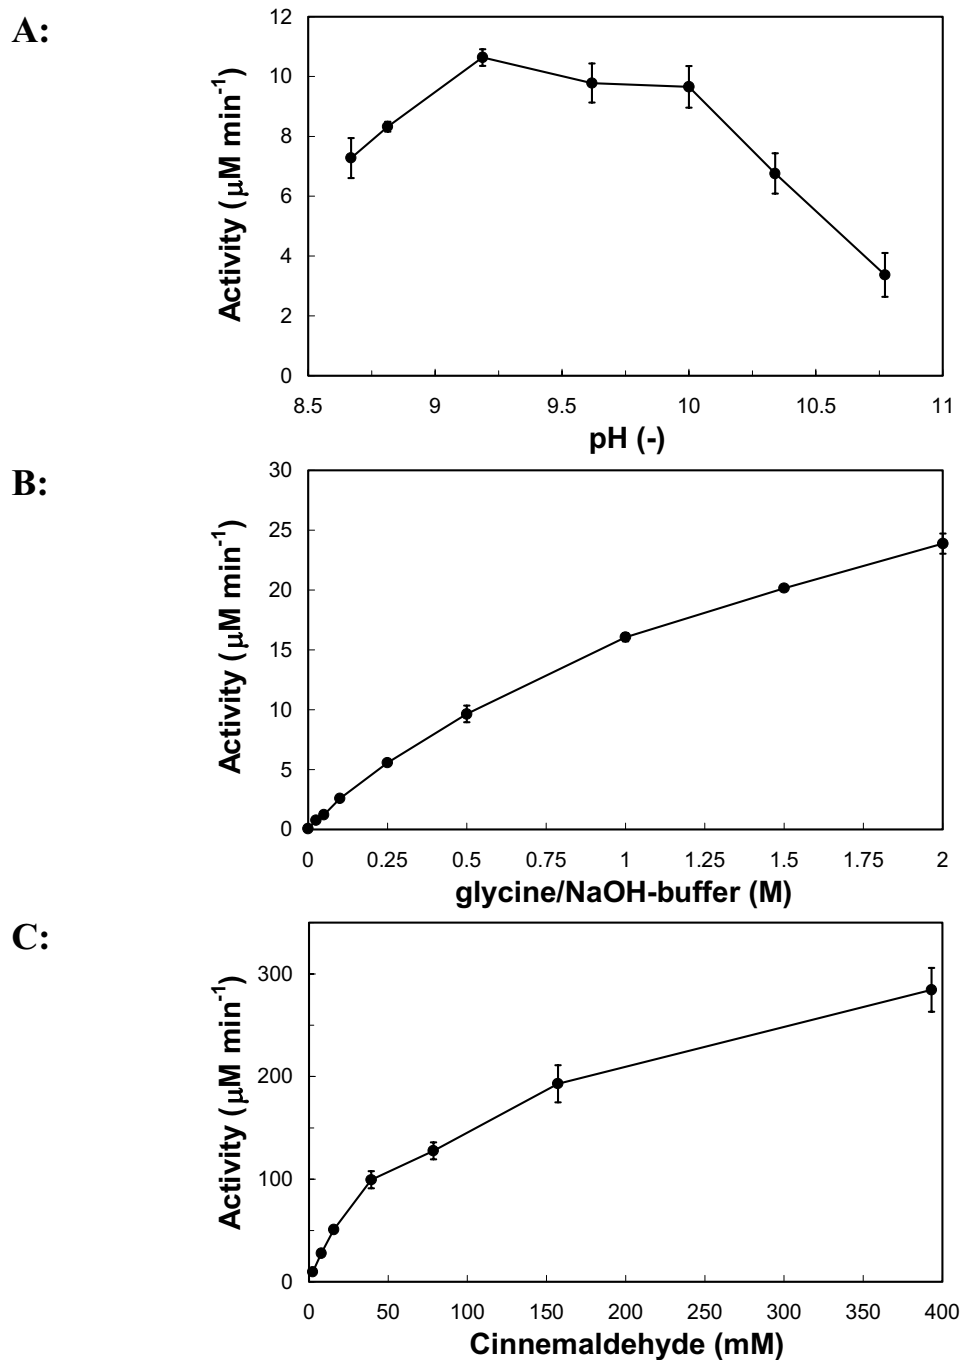 A:
Activity (μM min⁻¹)
12
10
8
6
4
2
0
8.5 9 9.5 10 10.5 11
pH (-)
B:
Activity (μM min⁻¹)
30
25
20
15
10
5
0
0 0.25 0.5 0.75 1 1.25 1.5 1.75 2
glycine/NaOH-buffer (M)
C:
Activity (μM min⁻¹)
300
200
100
0
0 50 100 150 200 250 300 350 400
Cinnemaldehyde (mM)